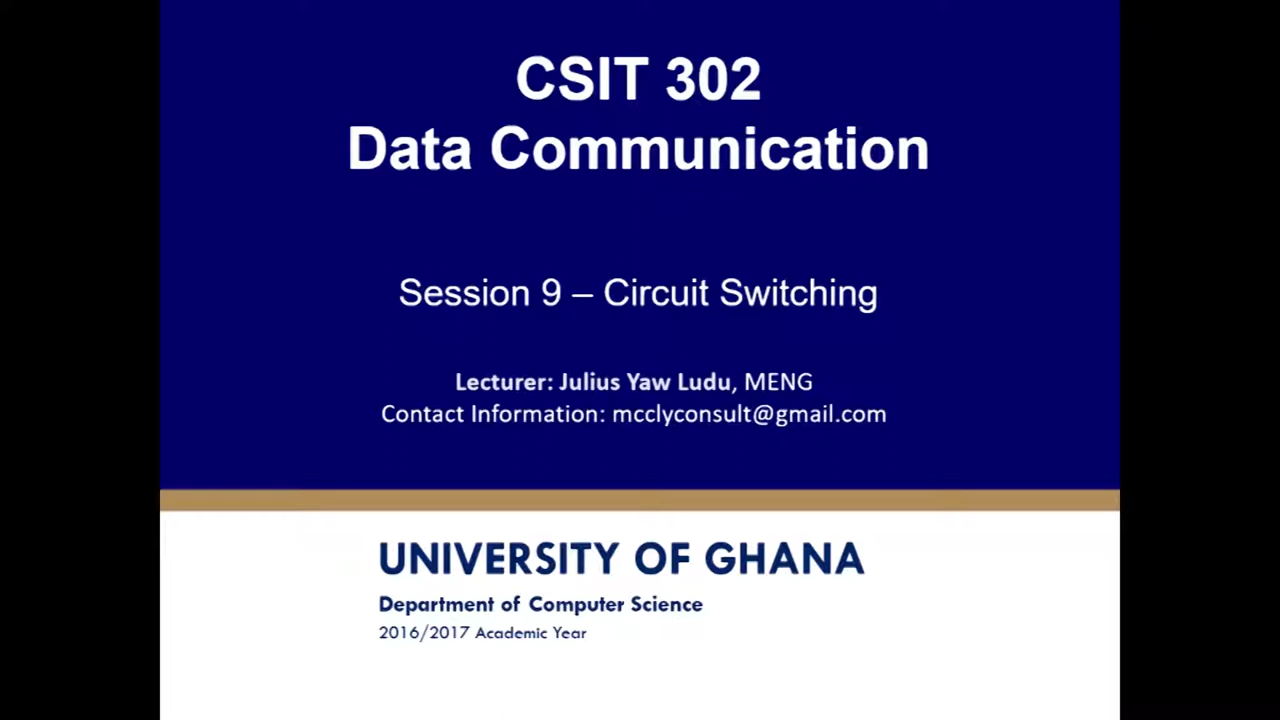 CSIT 302
Data Communication
Session 9 – Circuit Switching
Lecturer: Julius Yaw Ludu, MENG
Contact Information: mcclyconsult@gmail.com
UNIVERSITY OF GHANA
Department of Computer Science
2016/2017 Academic Year